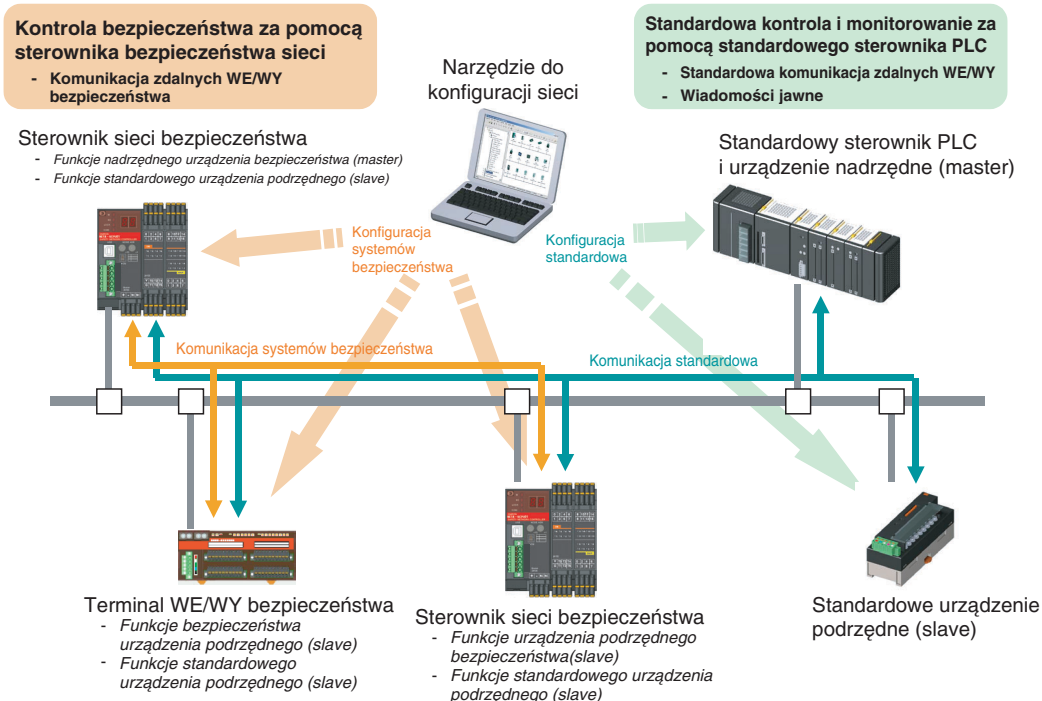 Kontrola bezpieczeństwa za pomocą
sterownika bezpieczeństwa sieci
- Komunikacja zdalnych WE/WY
bezpieczeństwa
Narzędzie do
konfiguracji sieci
Standardowa kontrola i monitorowanie za
pomocą standardowego sterownika PLC
- Standardowa komunikacja zdalnych WE/WY
- Wiadomości jawne
Sterownik sieci bezpieczeństwa
- Funkcje nadrzędnego urządzenia bezpieczeństwa (master)
- Funkcje standardowego urządzenia podrzędnego (slave)
Standardowy sterownik PLC
i urządzenie nadrzędne (master)
Konfiguracja
systemów
bezpieczeństwa
Konfiguracja
standardowa
Komunikacja systemów bezpieczeństwa
Komunikacja standardowa
Terminal WE/WY bezpieczeństwa
- Funkcje bezpieczeństwa
urządzenia podrzędnego (slave)
- Funkcje standardowego
urządzenia podrzędnego (slave)
Sterownik sieci bezpieczeństwa
- Funkcje urządzenia podrzędnego
bezpieczeństwa(slave)
- Funkcje standardowego urządzenia
podrzędnego (slave)
Standardowe urządzenie
podrzędne (slave)